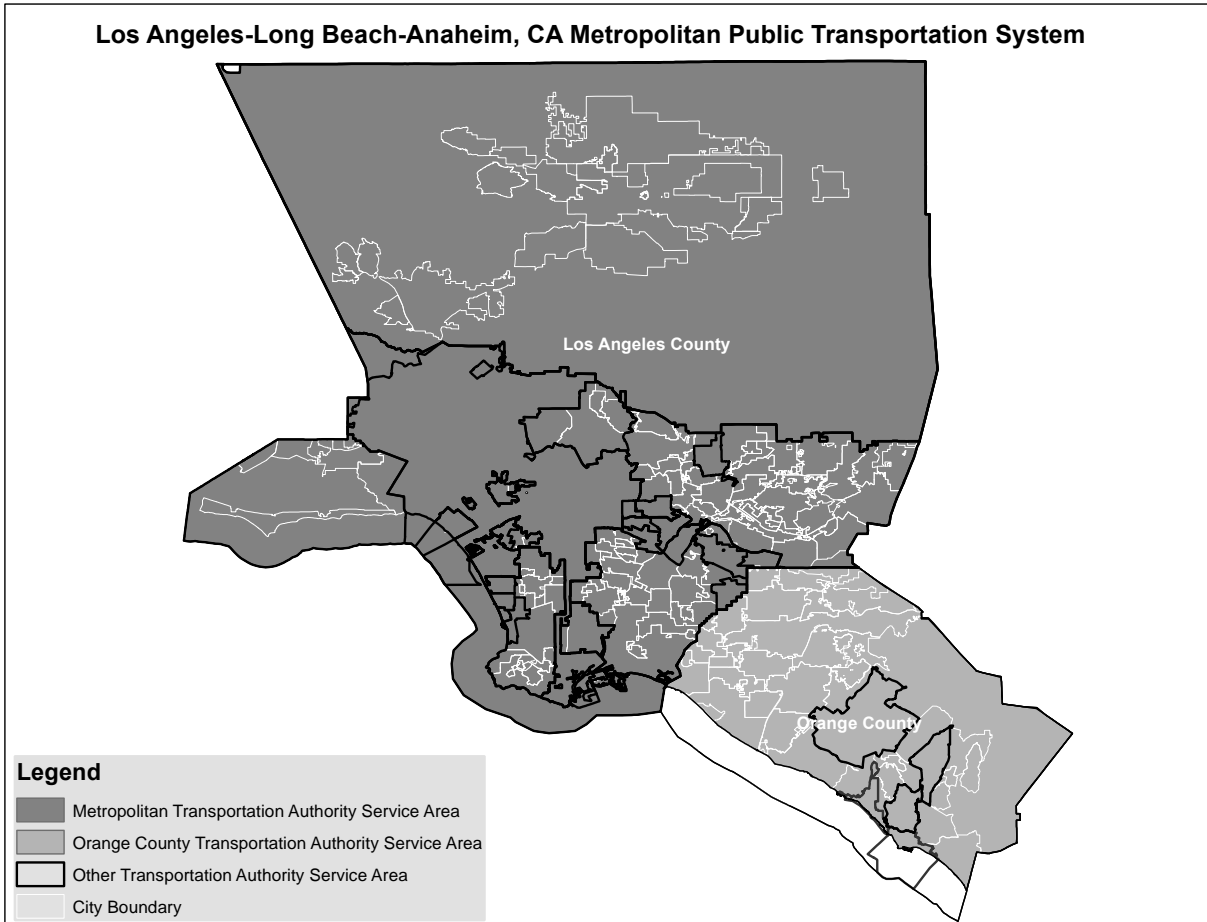 Los Angeles-Long Beach-Anaheim, CA Metropolitan Public Transportation System
Los Angeles County
Orange County
Legend
Metropolitan Transportation Authority Service Area
Orange County Transportation Authority Service Area
Other Transportation Authority Service Area
City Boundary